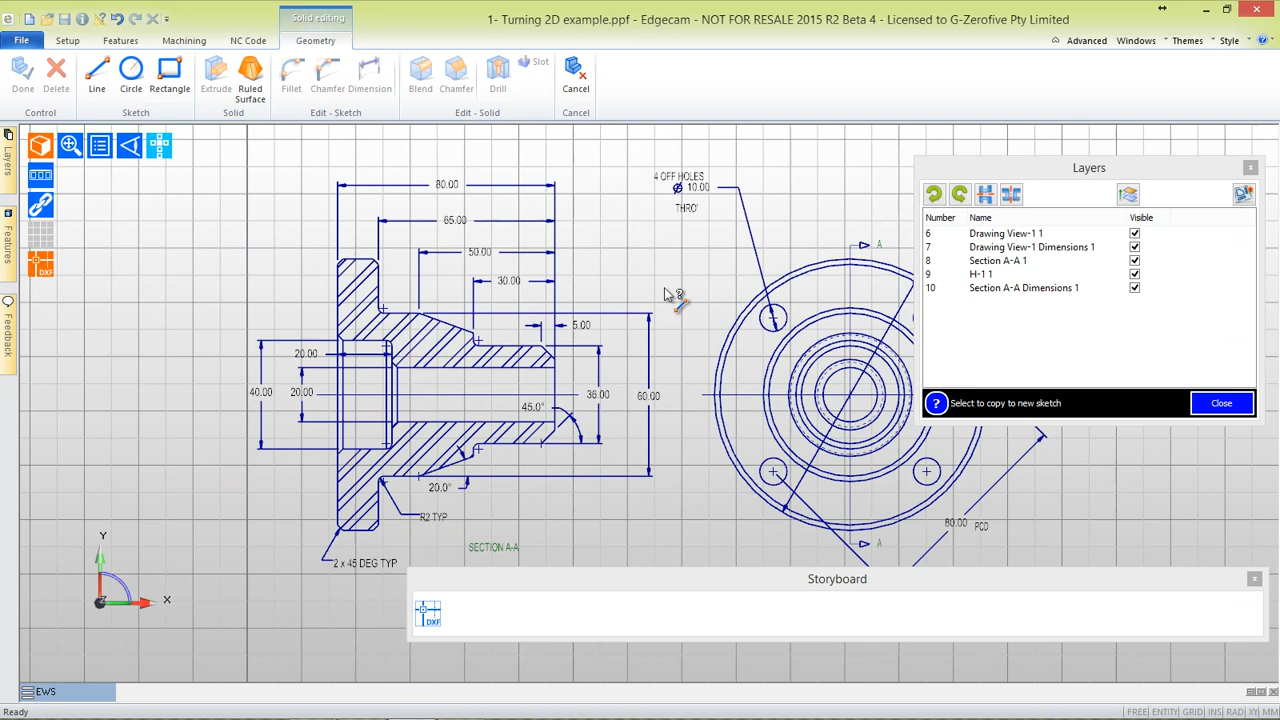 Solid editing
1- Turning 2D example.ppf - Edgecam - NOT FOR RESALE 2015 R2 Beta 4 - Licensed to G-Zerofive Pty Limited
File Setup Features Machining NC Code Geometry Advanced Windows Themes Style
Done Delete Line Circle Rectangle Extrude Ruled Surface Fillet Chamfer Dimension Blend Chamfer Drill Slot Cancel
Control Sketch Solid Edit - Sketch Edit - Solid Cancel
Layers
Features
Feedback
DXF
80.00
65.00
50.00
30.00
5.00
20.00
40.00
20.00
36.00
60.00
45.0°
20.0°
R2 TYP
2 x 45 DEG TYP
SECTION A-A
4 OFF HOLES
Ø 10.00
THRO'
A
A
80.00 PCD
Layers
Number Name Visible
6 Drawing View-1 1
7 Drawing View-1 Dimensions 1
8 Section A-A 1
9 H-1 1
10 Section A-A Dimensions 1
? Select to copy to new sketch Close
Storyboard
DXF
Y
Z
X
EWS
Ready FREE ENTITY GRID INS RAD XY MM